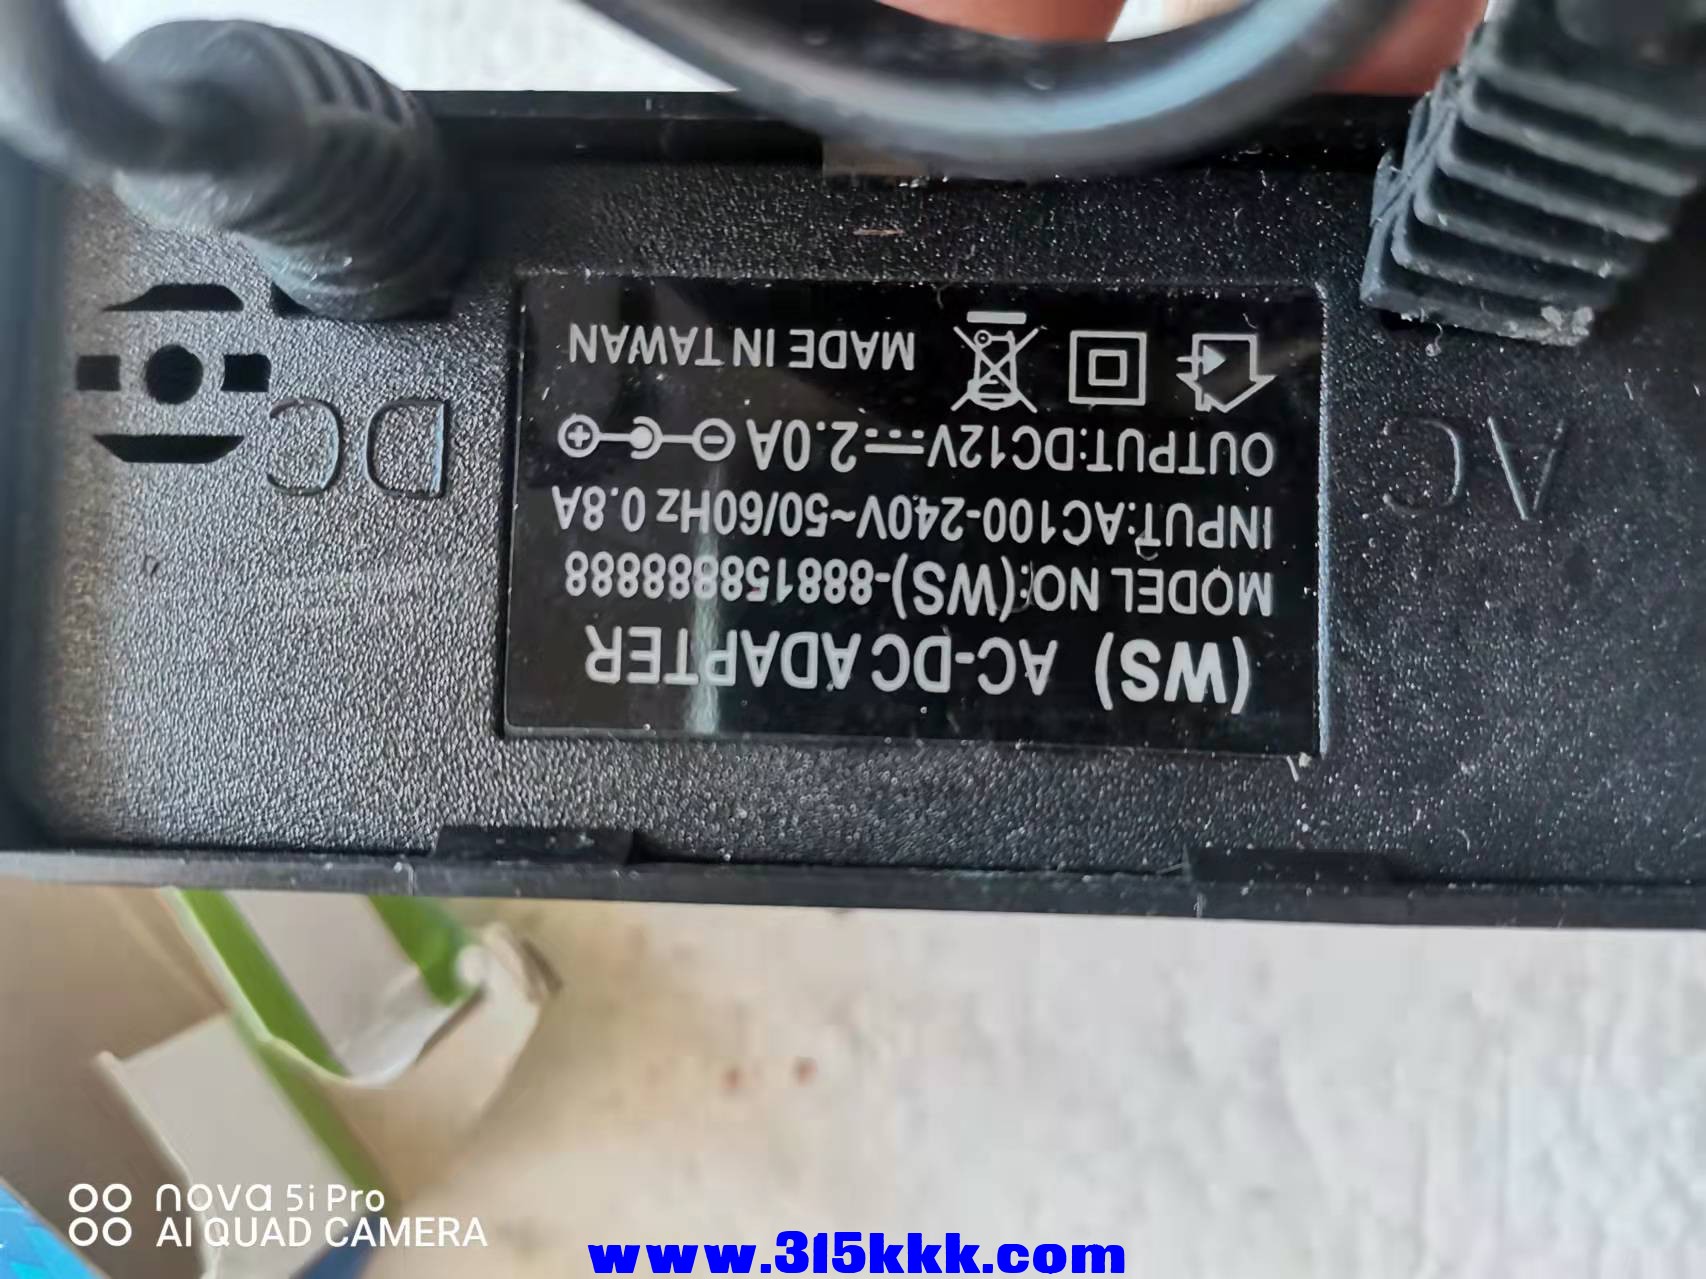 (WS) AC-DC ADAPTER
MODEL NO:(WS)-888158888888
INPUT:AC100-240V~50/60Hz 0.8A
OUTPUT:DC12V⎓2.0A
MADE IN TAWAN
DC
AC
nova 5i Pro
AI QUAD CAMERA
www.315kkk.com